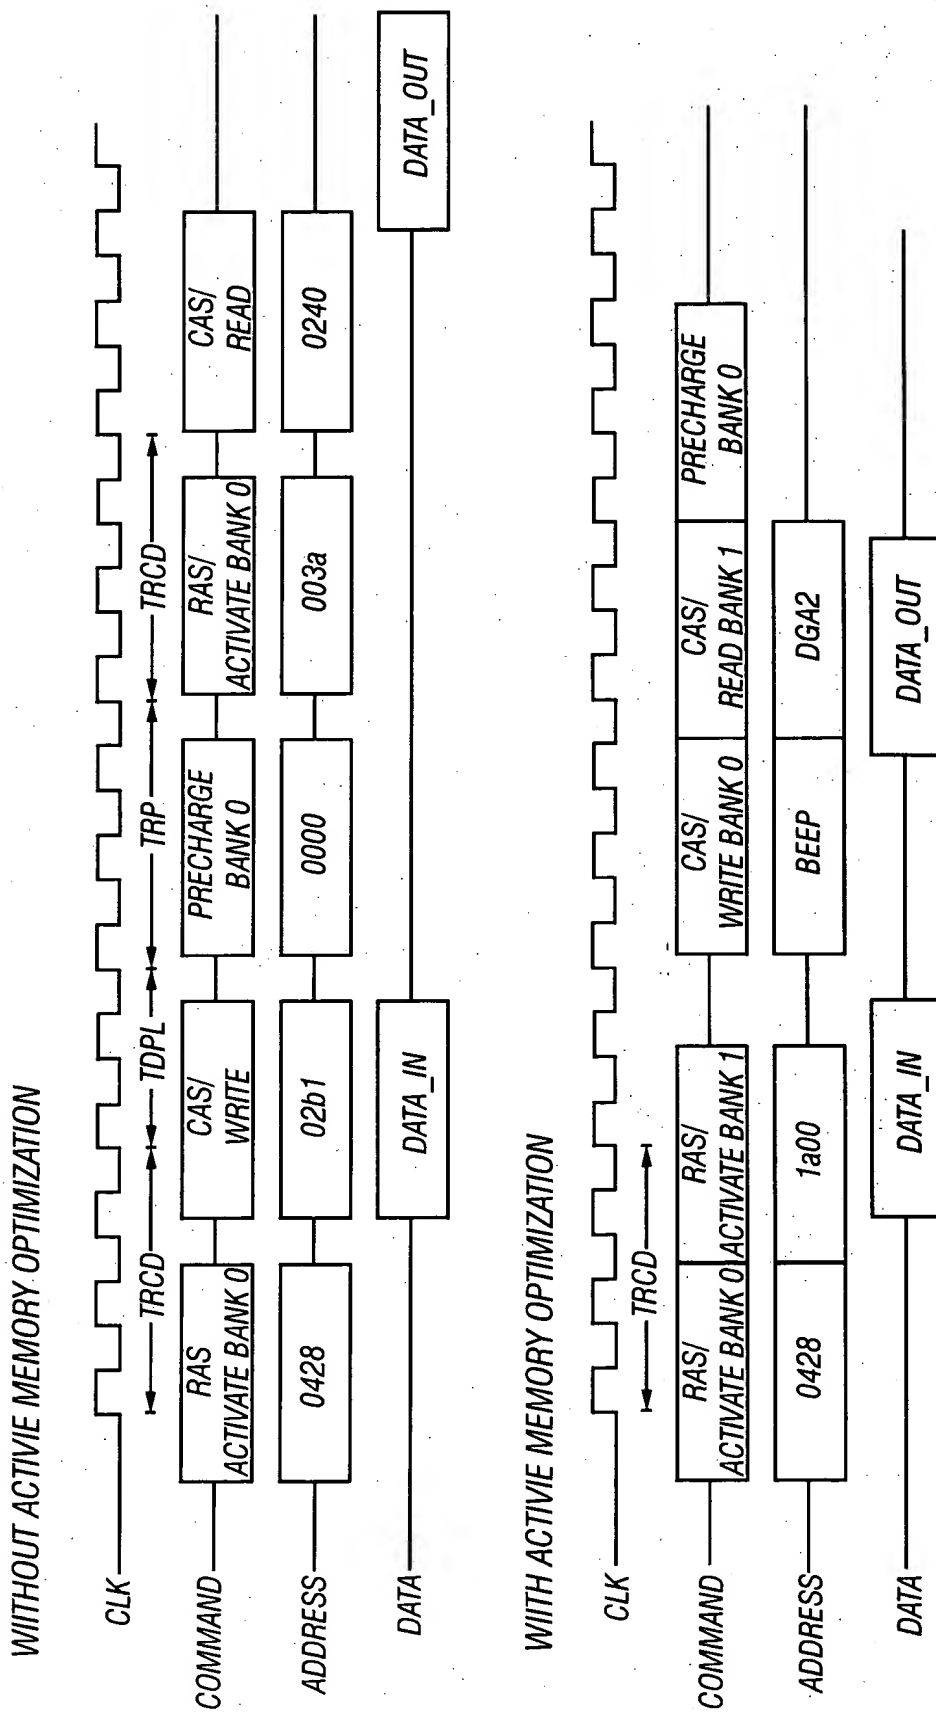 WIITHOUT ACTIVIE MEMORY OPTIMIZATION
CLK
TRCD
TDPL
TRP
TRCD
COMMAND
RAS
ACTIVATE BANK 0
CAS/
WRITE
PRECHARGE
BANK 0
RAS/
ACTIVATE BANK 0
CAS/
READ
ADDRESS
0428
02b1
0000
003a
0240
DATA
DATA_IN
DATA_OUT
WIITH ACTIVIE MEMORY OPTIMIZATION
CLK
TRCD
COMMAND
RAS/
ACTIVATE BANK 0
RAS/
ACTIVATE BANK 1
CAS/
WRITE BANK 0
CAS/
READ BANK 1
PRECHARGE
BANK 0
ADDRESS
0428
1a00
BEEP
DGA2
DATA
DATA_IN
DATA_OUT